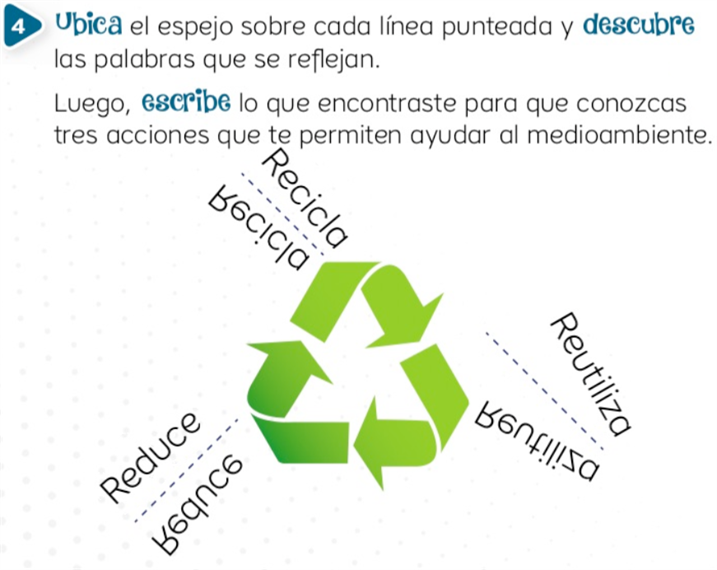 4 Ubica el espejo sobre cada línea punteada y descubre
las palabras que se reflejan.
Luego, escribe lo que encontraste para que conozcas
tres acciones que te permiten ayudar al medioambiente.
Recicla
Recicla
Reutiliza
Reutiliza
Reduce
Reduce